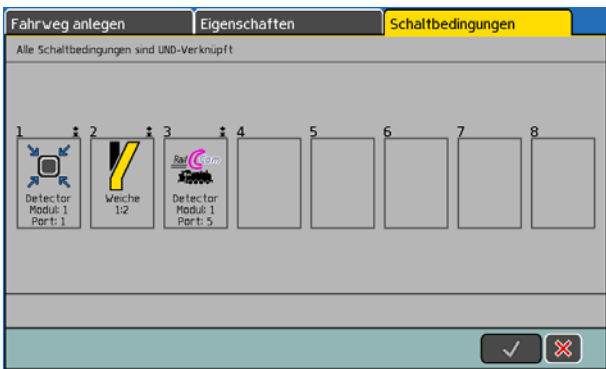 Fahrweg anlegen
Eigenschaften
Schaltbedingungen
Alle Schaltbedingungen sind UND-Verknüpft
1 2 3 4 5 6 7 8
RailCom
Detector
Modul: 1
Port: 1
Weiche
1:2
Detector
Modul: 1
Port: 5